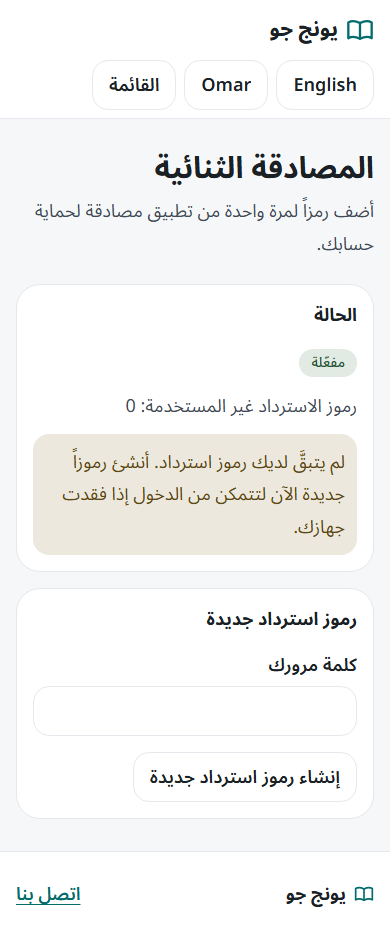 يونج جو
English
Omar
القائمة
المصادقة الثنائية
أضف رمزاً لمرة واحدة من تطبيق مصادقة لحماية
حسابك.
الحالة
مفعّلة
رموز الاسترداد غير المستخدمة: 0
لم يتبقَّ لديك رموز استرداد. أنشئ رموزاً
جديدة الآن لتتمكن من الدخول إذا فقدت
جهازك.
رموز استرداد جديدة
كلمة مرورك
إنشاء رموز استرداد جديدة
يونج جو
اتصل بنا